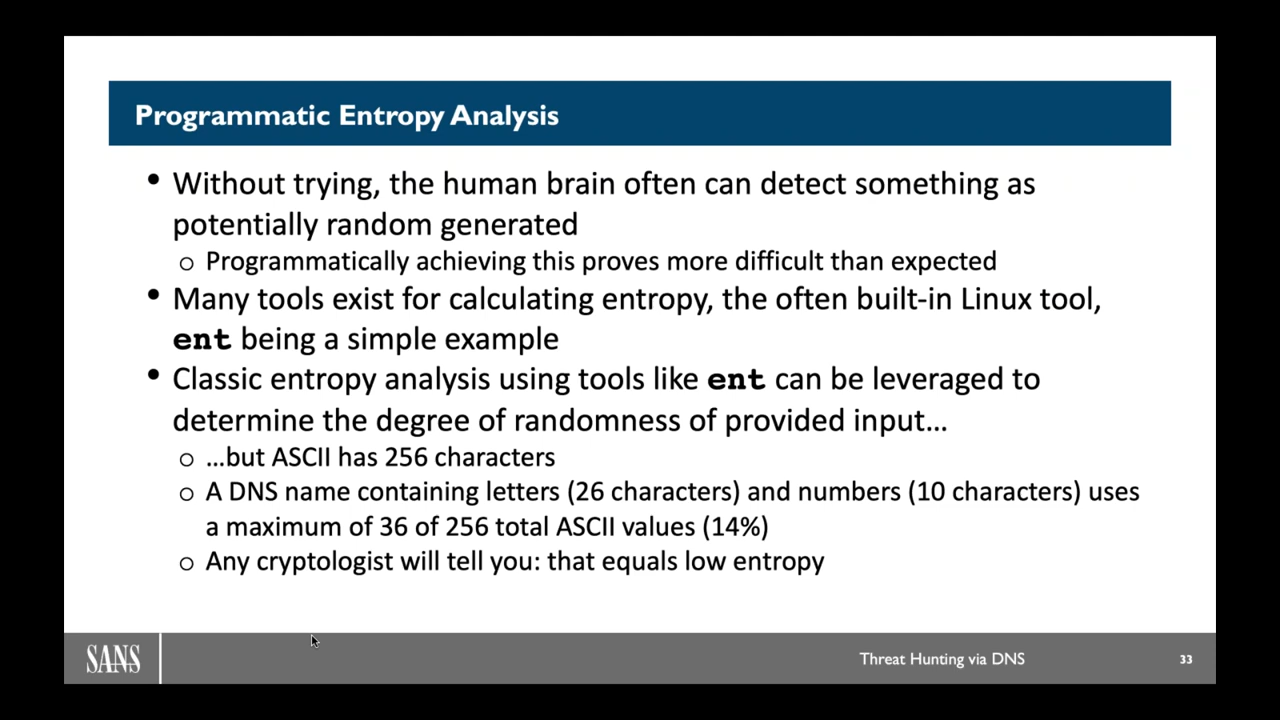 Programmatic Entropy Analysis
• Without trying, the human brain often can detect something as
potentially random generated
o Programmatically achieving this proves more difficult than expected
• Many tools exist for calculating entropy, the often built-in Linux tool,
ent being a simple example
• Classic entropy analysis using tools like ent can be leveraged to
determine the degree of randomness of provided input…
o …but ASCII has 256 characters
o A DNS name containing letters (26 characters) and numbers (10 characters) uses
a maximum of 36 of 256 total ASCII values (14%)
o Any cryptologist will tell you: that equals low entropy
SANS
Threat Hunting via DNS
33